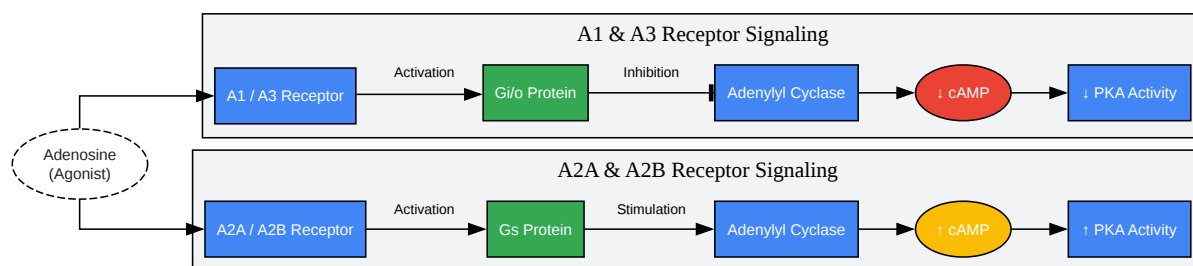 A1 & A3 Receptor Signaling
Activation
Inhibition
A1 / A3 Receptor
Gi/o Protein
Adenylyl Cyclase
↓ cAMP
↓ PKA Activity
Adenosine
(Agonist)
A2A & A2B Receptor Signaling
Activation
Stimulation
A2A / A2B Receptor
Gs Protein
Adenylyl Cyclase
↑ cAMP
↑ PKA Activity